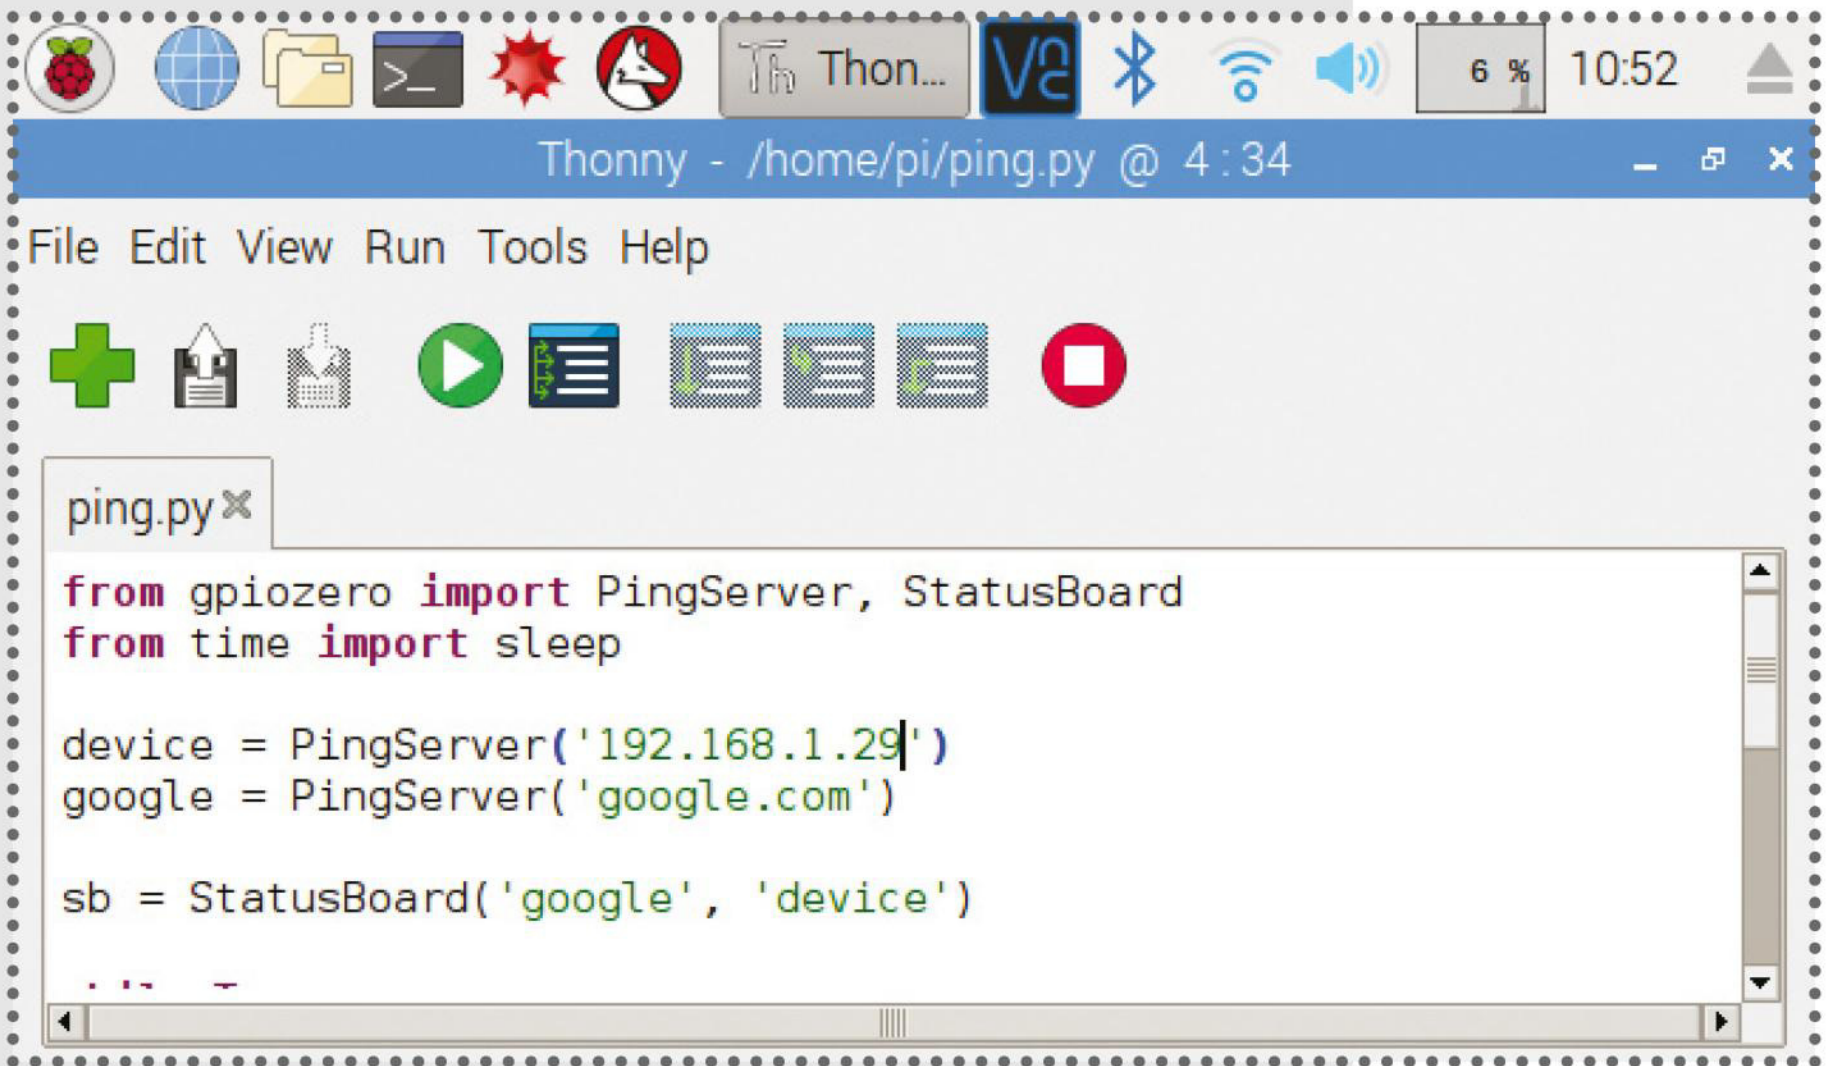 Thon...
6 %
10:52
Thonny - /home/pi/ping.py @ 4:34
File Edit View Run Tools Help
ping.py
from gpiozero import PingServer, StatusBoard
from time import sleep
device = PingServer('192.168.1.29')
google = PingServer('google.com')
sb = StatusBoard('google', 'device')